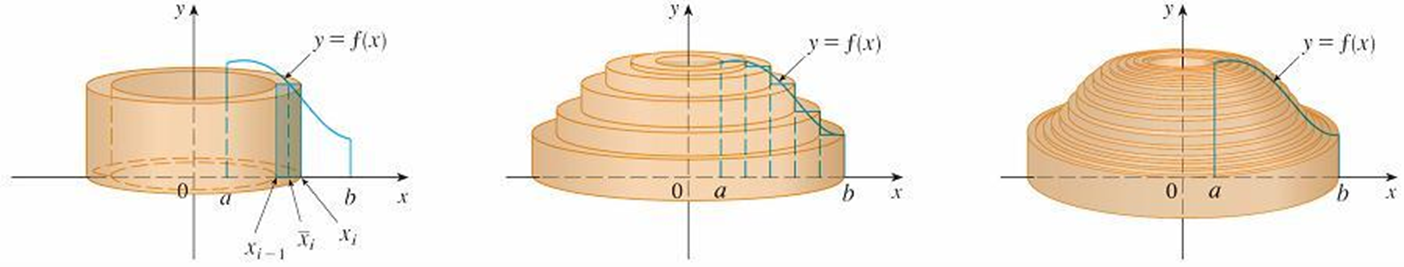 y
y = f(x)
0
a
b
x
x_{i-1}
x̄_i
x_i
y
y = f(x)
0
a
b
x
y
y = f(x)
0
a
b
x